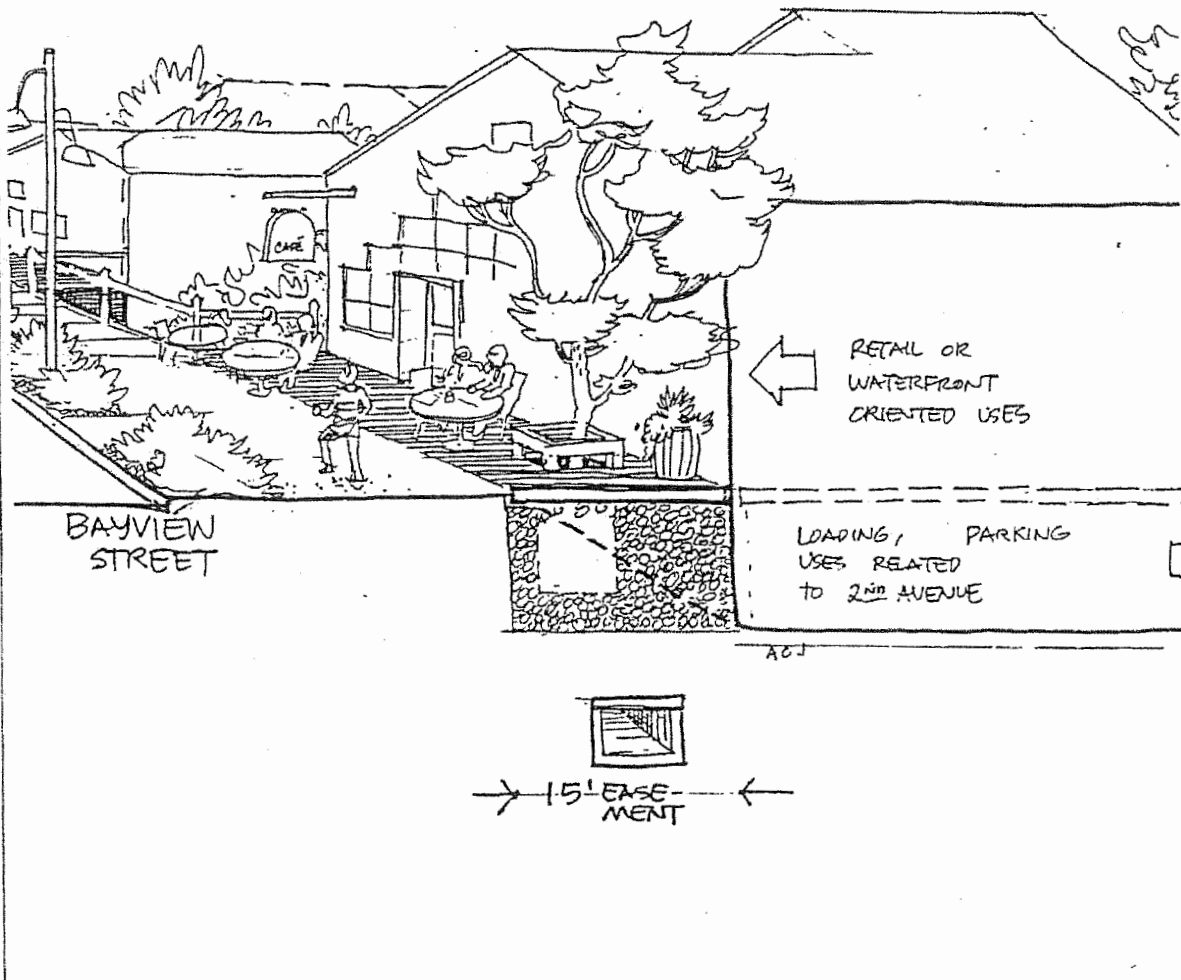 CAFÉ
RETAIL OR
WATERFRONT
ORIENTED USES
BAYVIEW
STREET
LOADING, PARKING
USES RELATED
TO 2ND AVENUE
15' EASE-
MENT